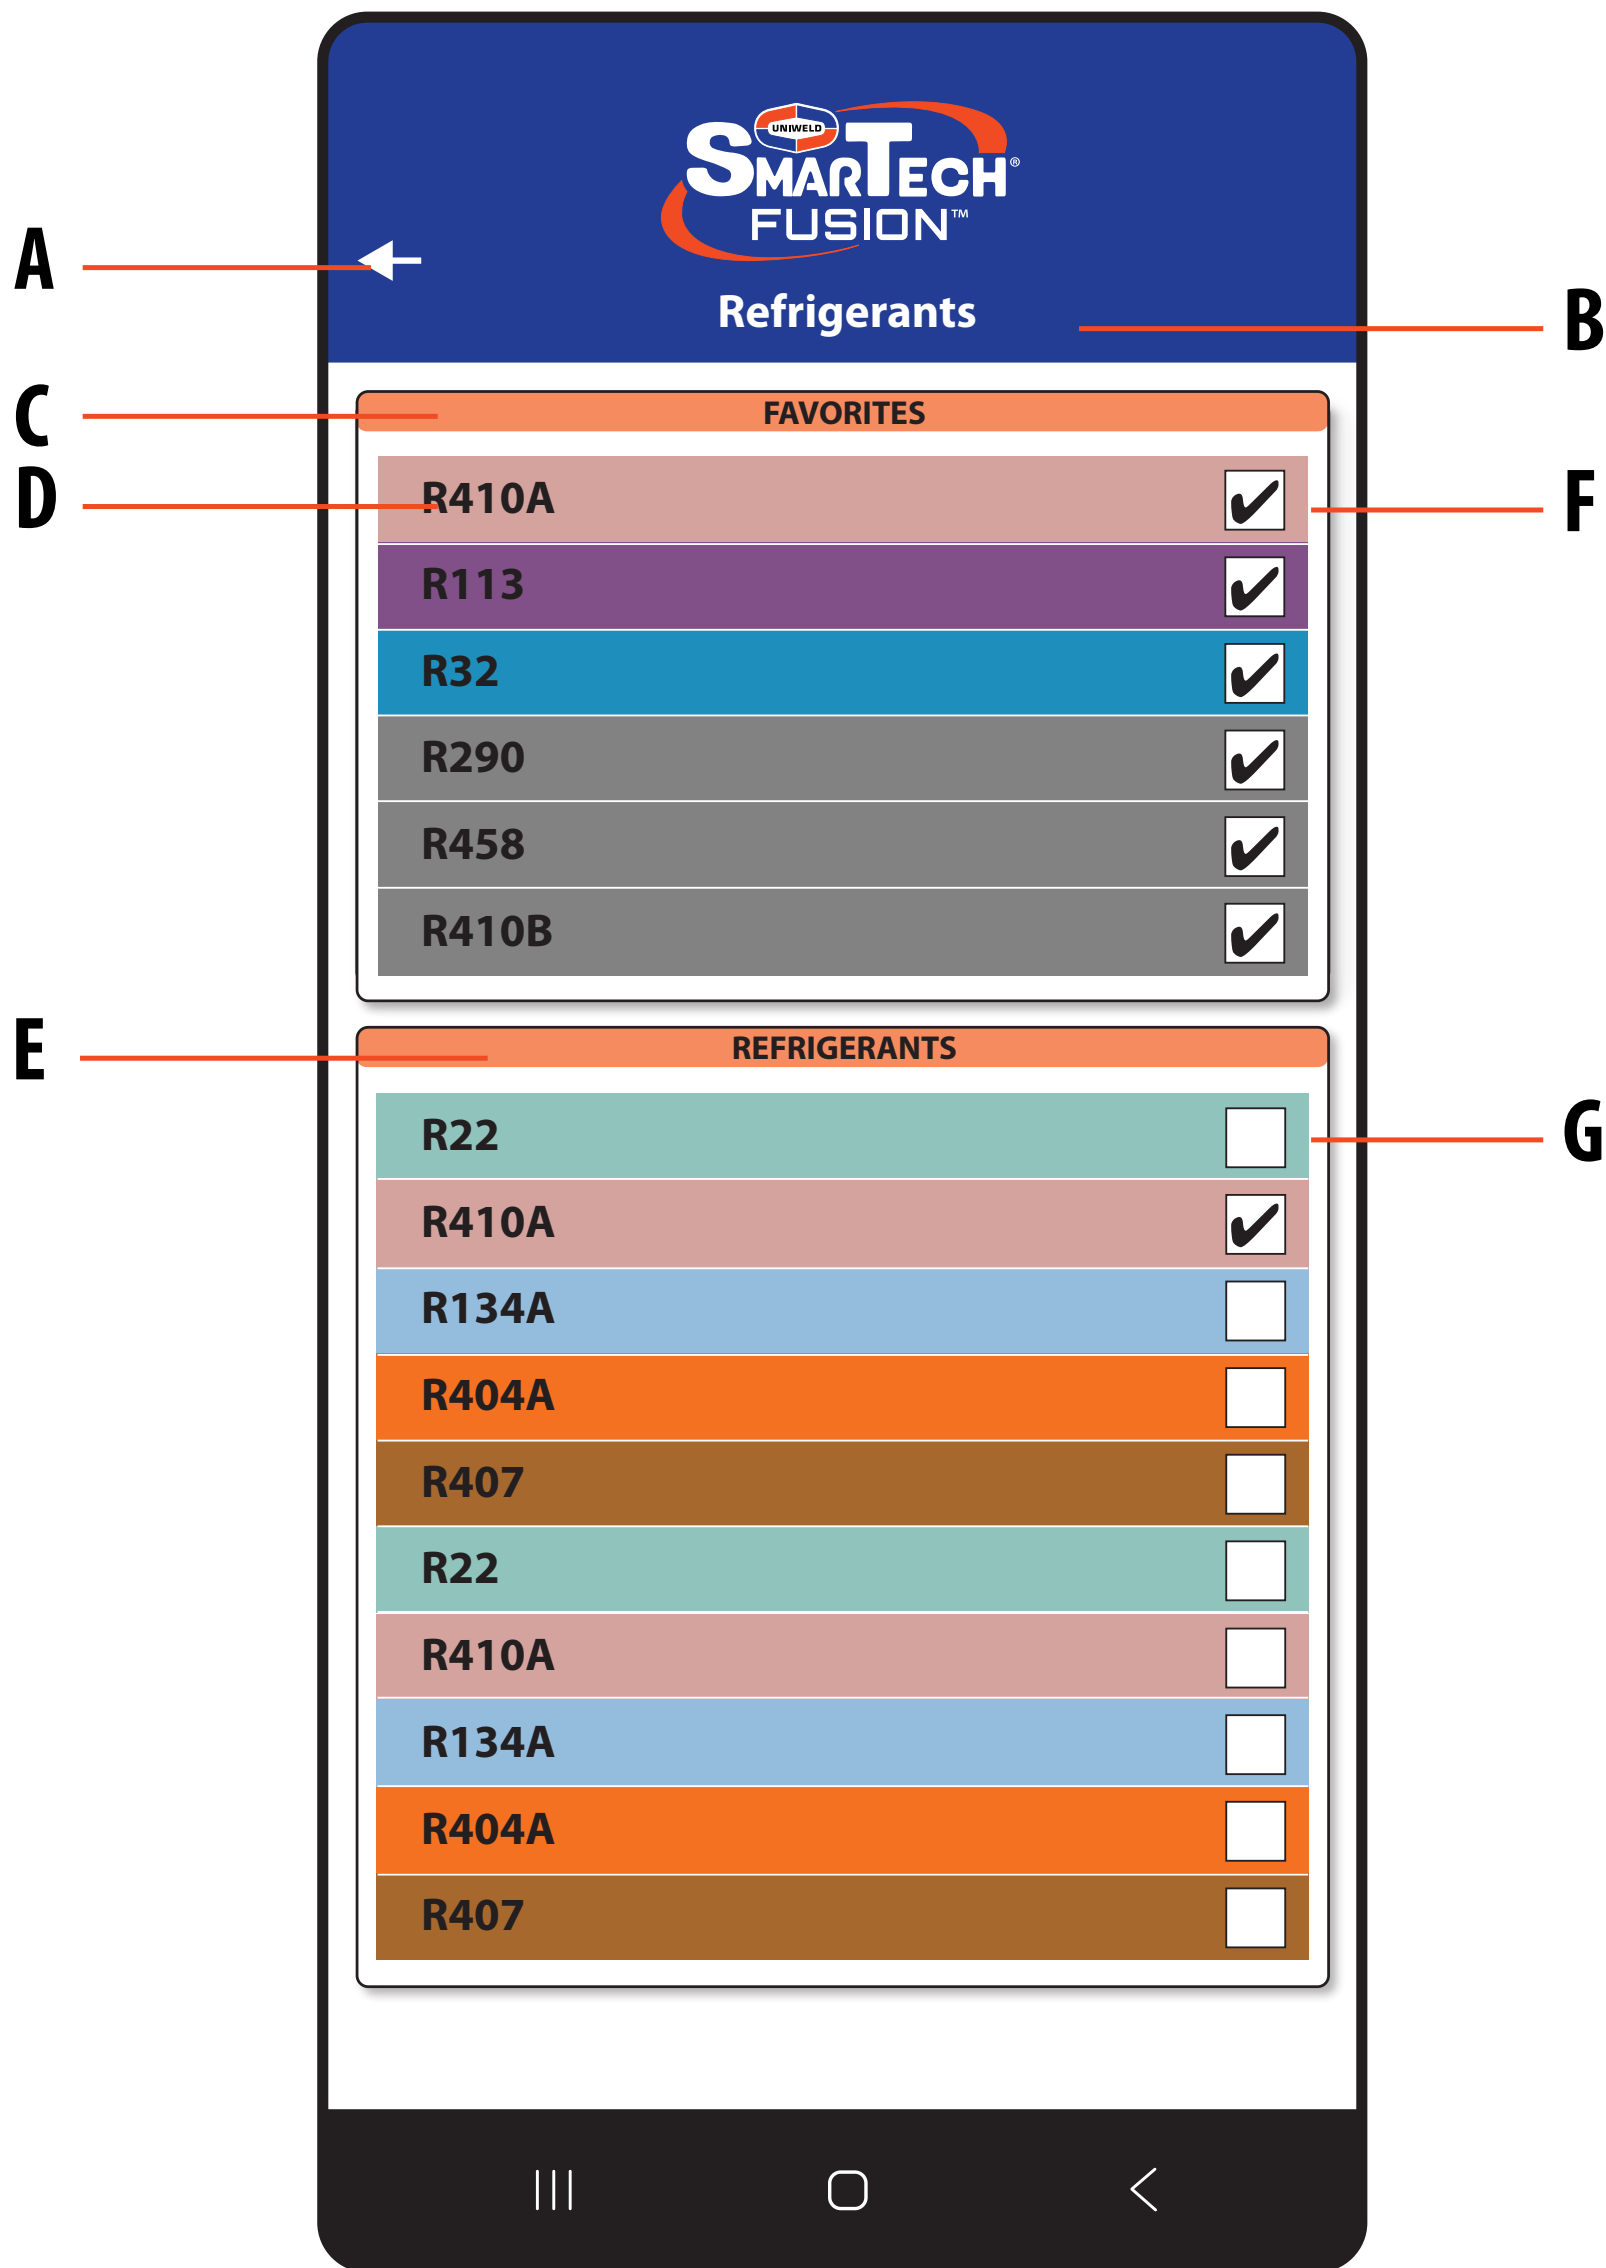 UNIWELD
SMARTECH®
FUSION™
A
Refrigerants
B
C
FAVORITES
D
R410A ✔
F
R113 ✔
R32 ✔
R290 ✔
R458 ✔
R410B ✔
E
REFRIGERANTS
R22
G
R410A ✔
R134A
R404A
R407
R22
R410A
R134A
R404A
R407